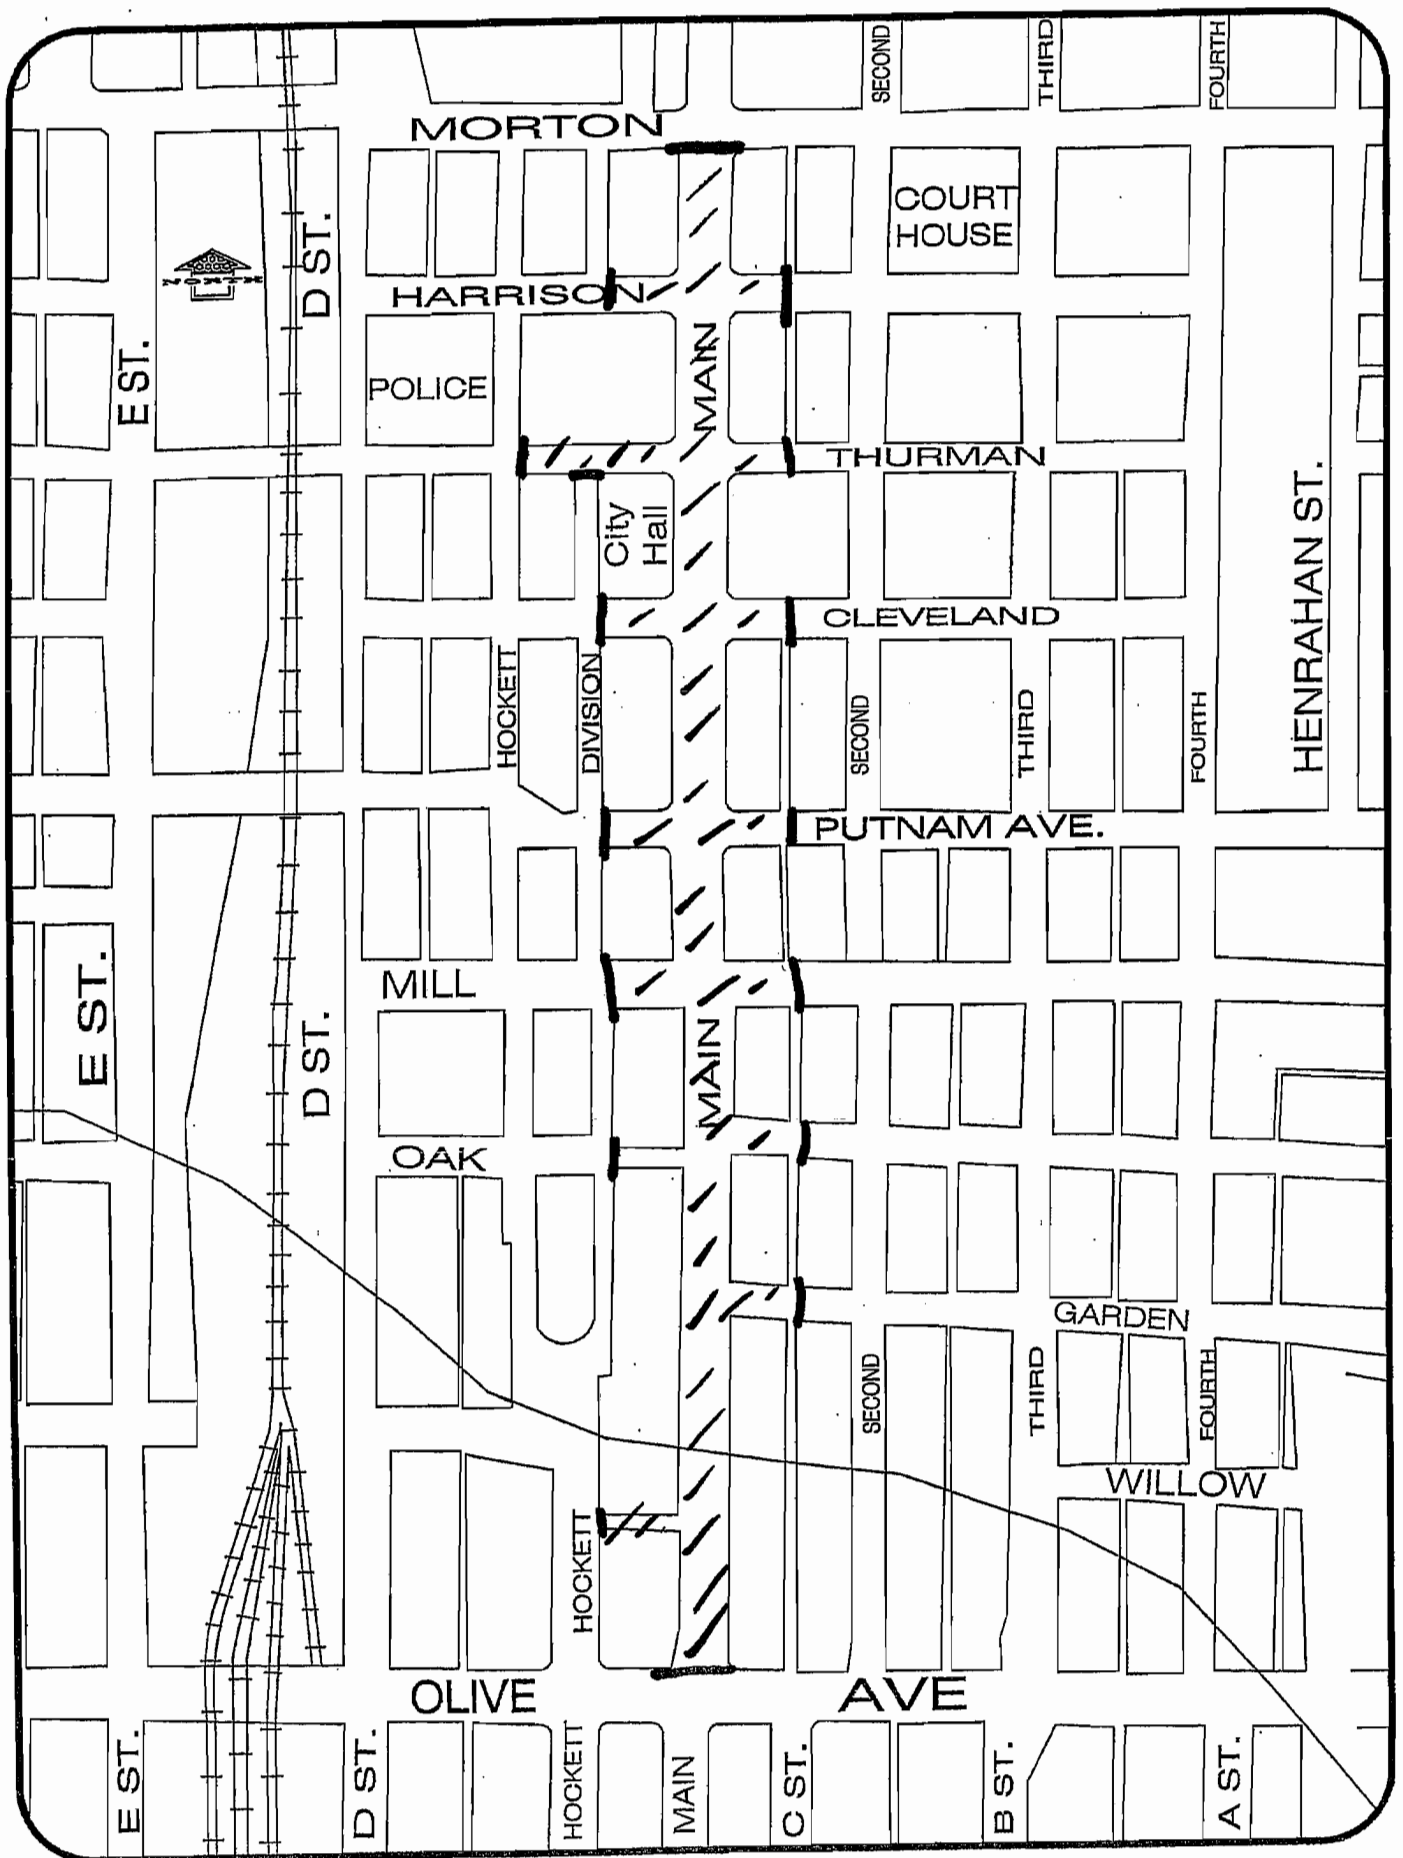 SECOND
THIRD
FOURTH
MORTON
COURT
HOUSE
D ST.
HARRISON
MAIN
E ST.
POLICE
THURMAN
City
Hall
HENRAHAN ST.
CLEVELAND
HOCKETT
DIVISION
SECOND
THIRD
FOURTH
PUTNAM AVE.
MILL
E ST.
D ST.
MAIN
OAK
GARDEN
SECOND
THIRD
FOURTH
WILLOW
HOCKETT
OLIVE AVE
E ST.
D ST.
HOCKETT
MAIN
C ST.
B ST.
A ST.